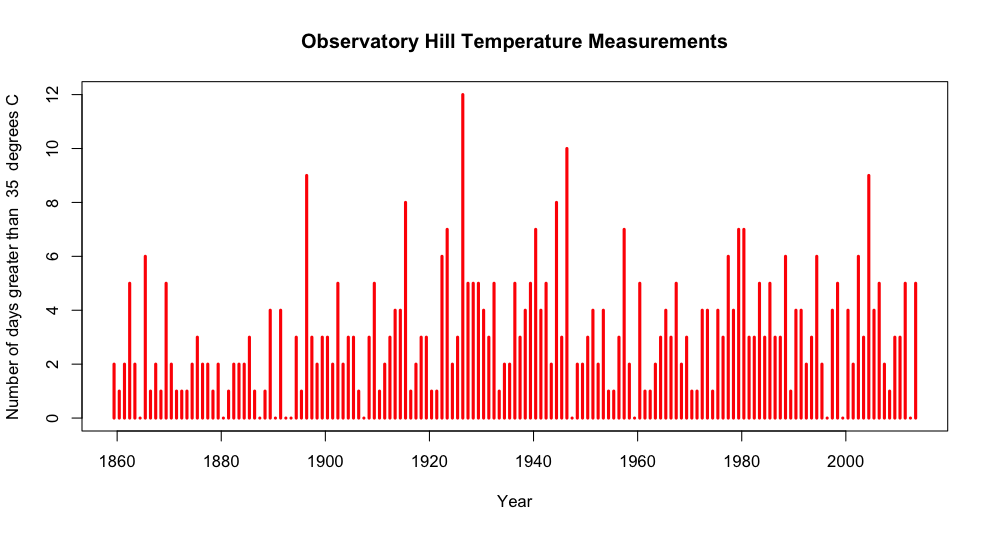 Observatory Hill Temperature Measurements
Number of days greater than  35  degrees C
12
10
8
6
4
2
0
1860 1880 1900 1920 1940 1960 1980 2000
Year